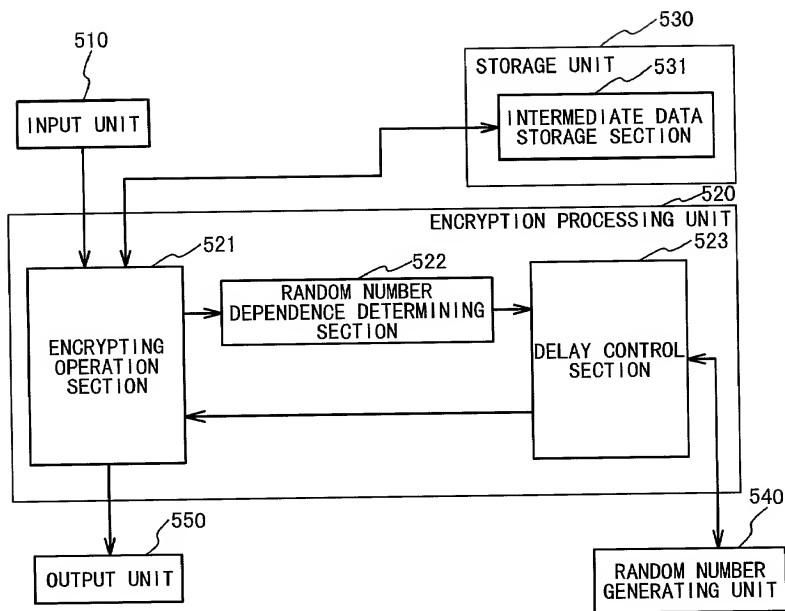 510
INPUT UNIT
530
STORAGE UNIT
531
INTERMEDIATE DATA
STORAGE SECTION
520
ENCRYPTION PROCESSING UNIT
521
ENCRYPTING
OPERATION
SECTION
522
RANDOM NUMBER
DEPENDENCE DETERMINING
SECTION
523
DELAY CONTROL
SECTION
550
OUTPUT UNIT
540
RANDOM NUMBER
GENERATING UNIT